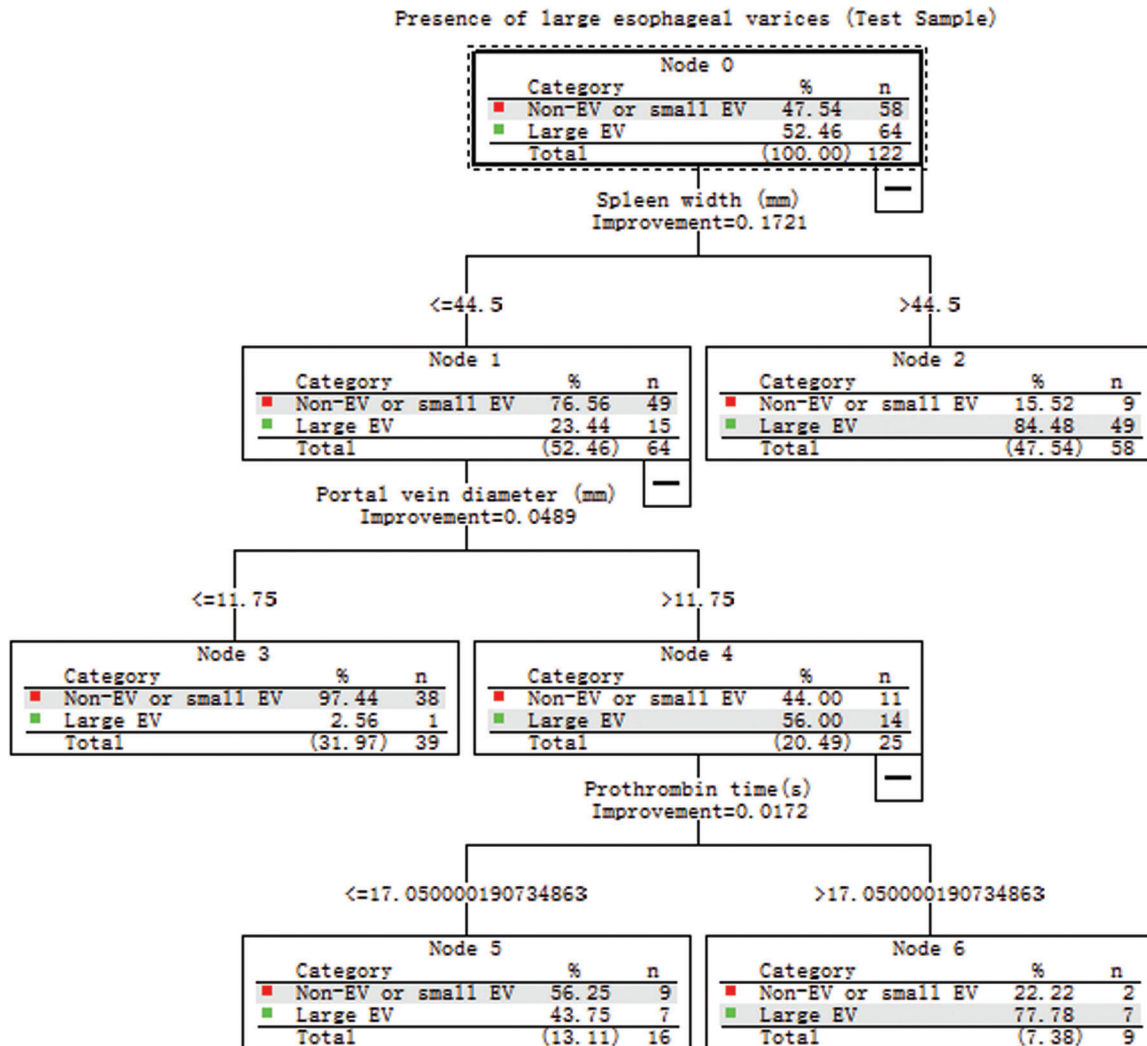 Presence of large esophageal varices (Test Sample)
Node 0
Category % n
Non-EV or small EV 47.54 58
Large EV 52.46 64
Total (100.00) 122
Spleen width (mm)
Improvement=0.1721
<=44.5 >44.5
Node 1
Category % n
Non-EV or small EV 76.56 49
Large EV 23.44 15
Total (52.46) 64
Node 2
Category % n
Non-EV or small EV 15.52 9
Large EV 84.48 49
Total (47.54) 58
Portal vein diameter (mm)
Improvement=0.0489
<=11.75 >11.75
Node 3
Category % n
Non-EV or small EV 97.44 38
Large EV 2.56 1
Total (31.97) 39
Node 4
Category % n
Non-EV or small EV 44.00 11
Large EV 56.00 14
Total (20.49) 25
Prothrombin time(s)
Improvement=0.0172
<=17.050000190734863 >17.050000190734863
Node 5
Category % n
Non-EV or small EV 56.25 9
Large EV 43.75 7
Total (13.11) 16
Node 6
Category % n
Non-EV or small EV 22.22 2
Large EV 77.78 7
Total (7.38) 9